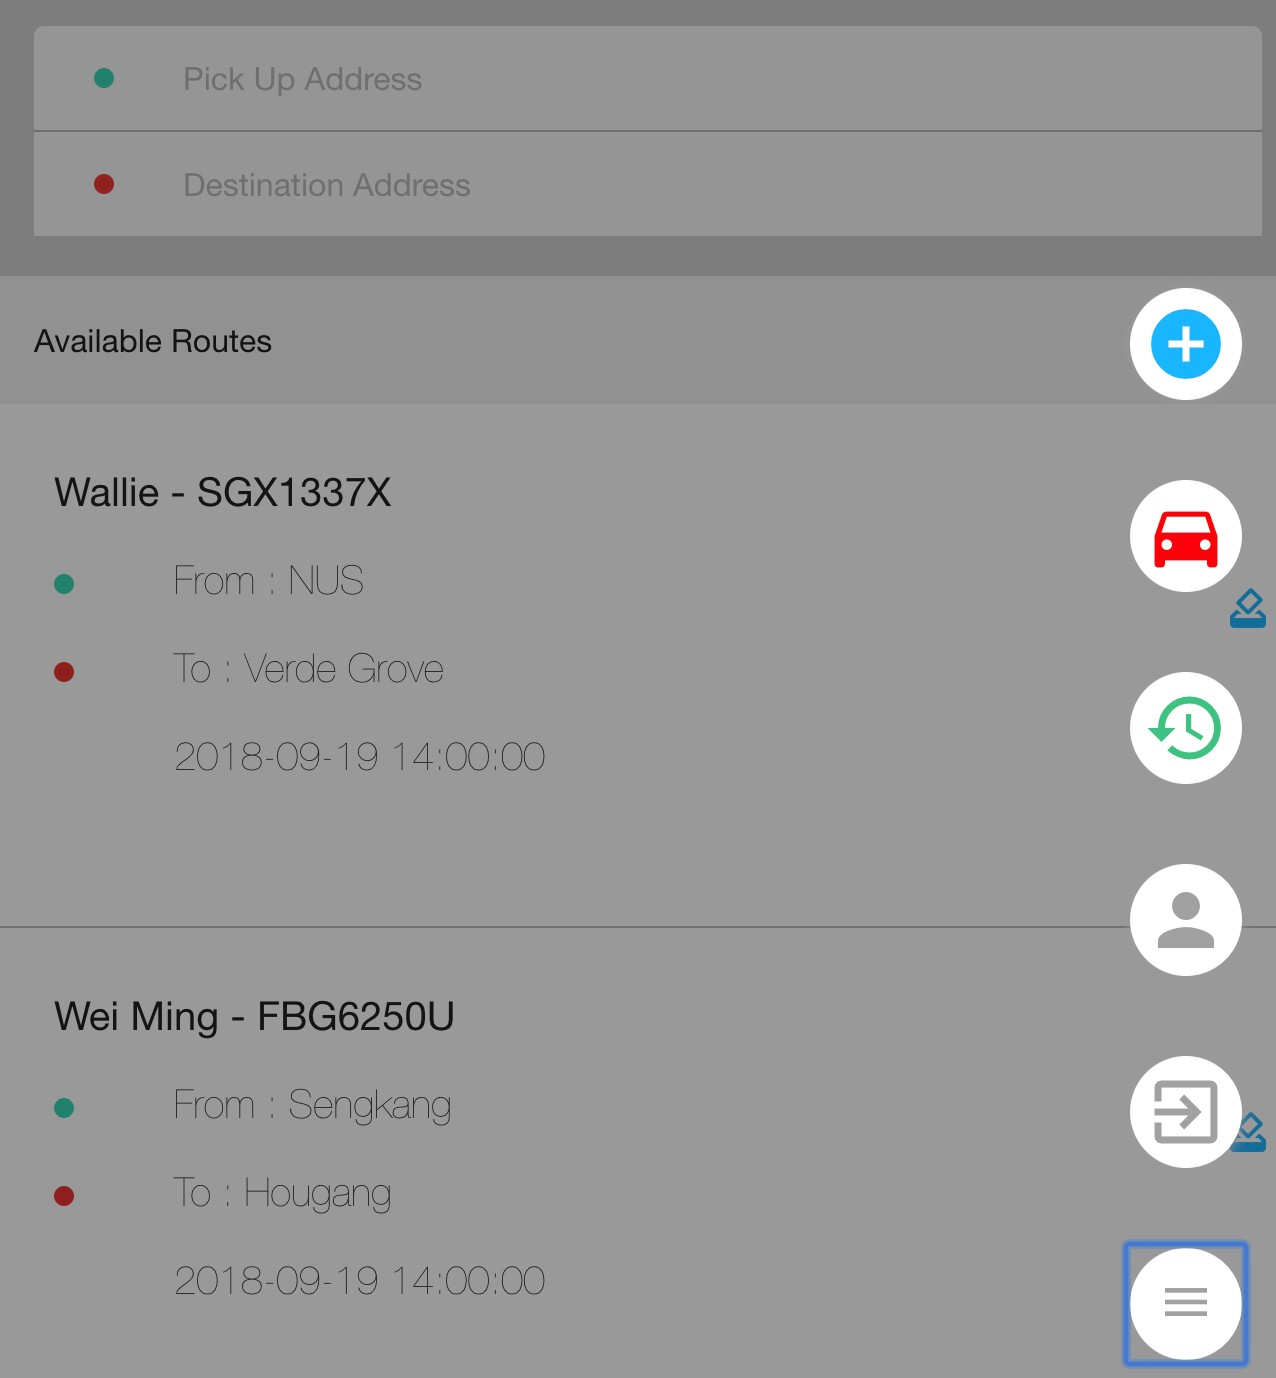 Pick Up Address
Destination Address
Available Routes
Wallie - SGX1337X
From : NUS
To : Verde Grove
2018-09-19 14:00:00
Wei Ming - FBG6250U
From : Sengkang
To : Hougang
2018-09-19 14:00:00